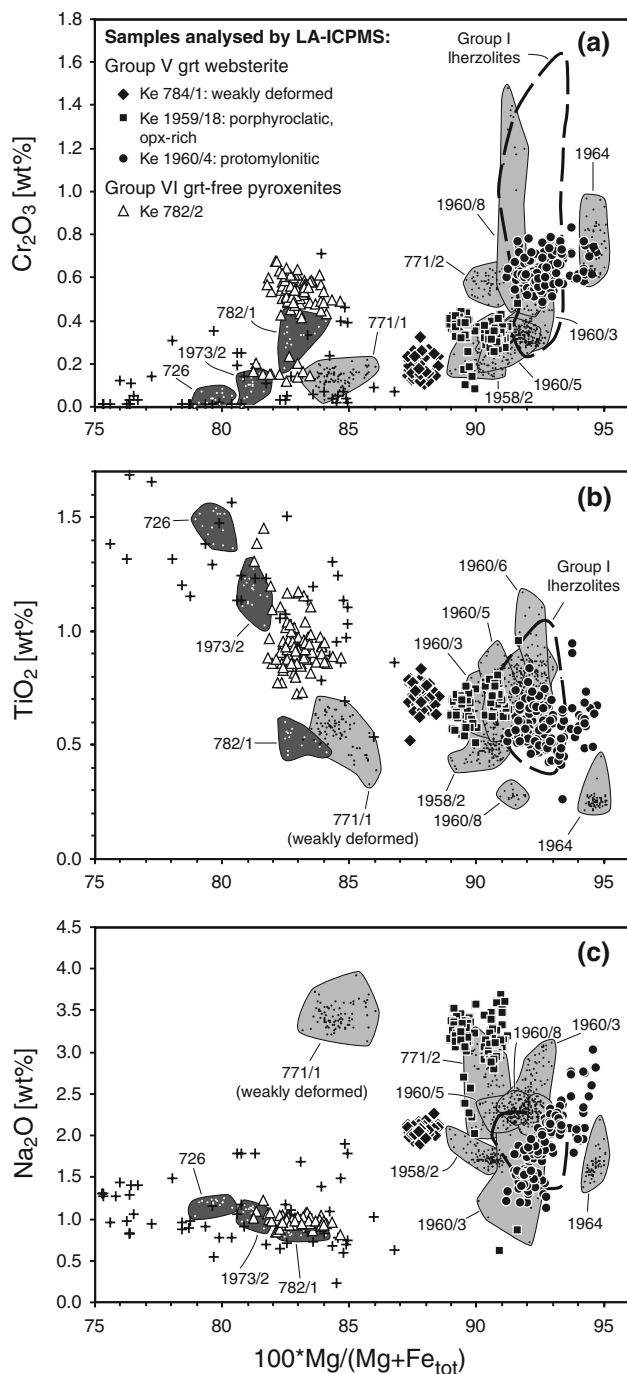 Samples analysed by LA-ICPMS:
Group V grt websterite
Ke 784/1: weakly deformed
Ke 1959/18: porphyroclatic,
opx-rich
Ke 1960/4: protomylonitic
Group VI grt-free pyroxenites
Ke 782/2
Group I
lherzolites
(a)
1964
1960/8
771/2
782/1
771/1
1973/2
726
1960/3
1960/5
1958/2
Cr2O3 [wt%]
1.8
1.6
1.4
1.2
1.0
0.8
0.6
0.4
0.2
0.0
75 80 85 90 95
(b)
726
1960/6
Group I
lherzolites
1960/5
1960/3
1973/2
782/1
1958/2
1960/8
771/1
(weakly deformed)
1964
TiO2 [wt%]
1.5
1.0
0.5
0.0
75 80 85 90 95
(c)
771/1
(weakly deformed)
1960/8
1960/3
771/2
1960/5
726
1958/2
1960/3
1964
1973/2
782/1
Na2O [wt%]
4.5
4.0
3.5
3.0
2.5
2.0
1.5
1.0
0.5
0.0
75 80 85 90 95
100*Mg/(Mg+Fetot)